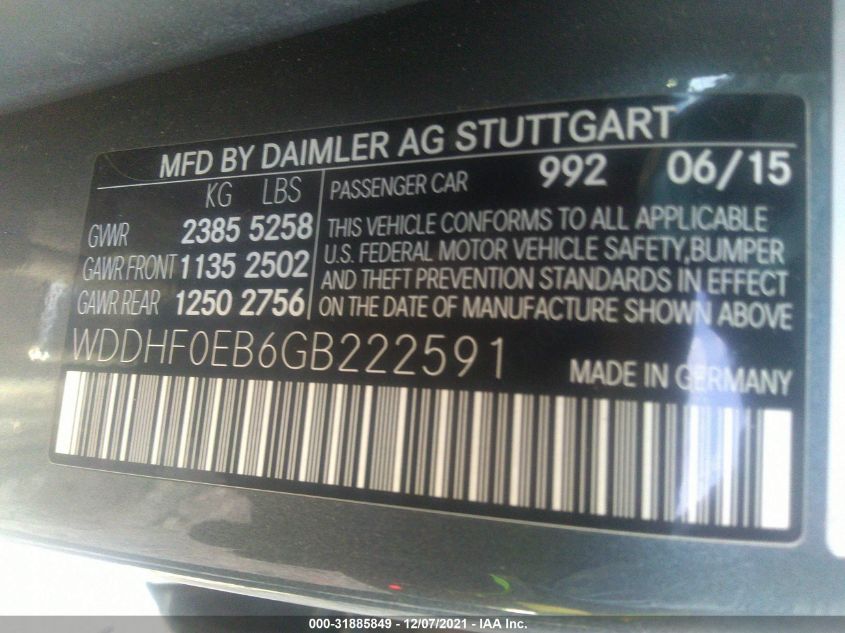 MFD BY DAIMLER AG STUTTGART
KG LBS
GVWR 2385 5258
GAWR FRONT 1135 2502
GAWR REAR 1250 2756
PASSENGER CAR 992 06/15
THIS VEHICLE CONFORMS TO ALL APPLICABLE
U.S. FEDERAL MOTOR VEHICLE SAFETY,BUMPER
AND THEFT PREVENTION STANDARDS IN EFFECT
ON THE DATE OF MANUFACTURE SHOWN ABOVE
WDDHF0EB6GB222591
MADE IN GERMANY
000-31885849 - 12/07/2021 - IAA Inc.